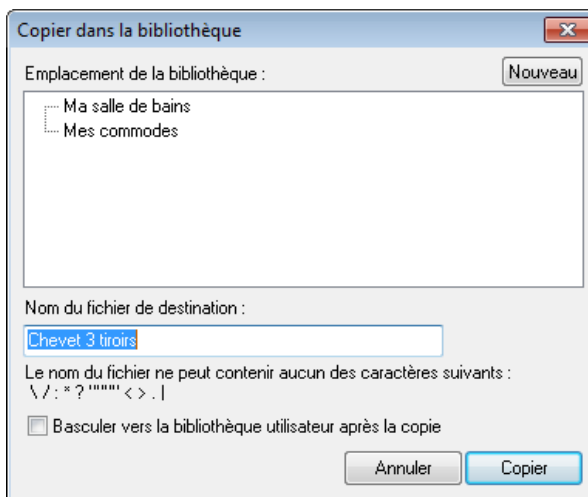 Copier dans la bibliothèque
Emplacement de la bibliothèque :
Nouveau
Ma salle de bains
Mes commodes
Nom du fichier de destination :
Chevet 3 tiroirs
Le nom du fichier ne peut contenir aucun des caractères suivants :
\ / : * ? '""""' < > . |
Basculer vers la bibliothèque utilisateur après la copie
Annuler
Copier